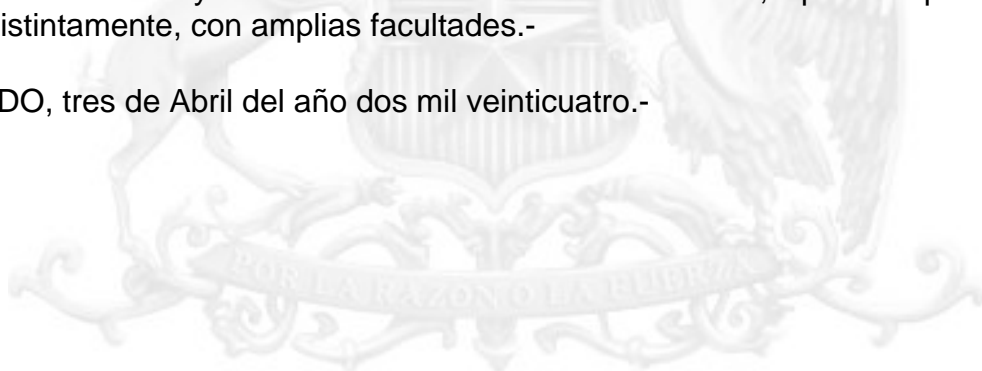 istintamente, con amplias facultades.-
DO, tres de Abril del año dos mil veinticuatro.-
POR LA RAZON O LA FUERZA